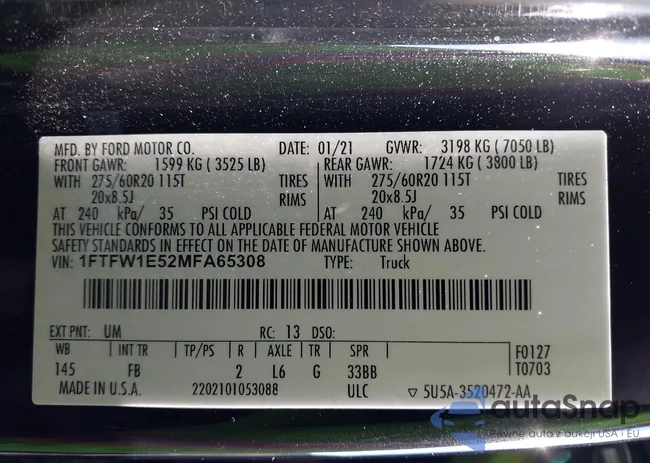 MFD. BY FORD MOTOR CO. DATE: 01/21 GVWR: 3198 KG ( 7050 LB)
FRONT GAWR: 1599 KG ( 3525 LB) REAR GAWR: 1724 KG ( 3800 LB)
WITH 275/60R20 115T TIRES WITH 275/60R20 115T TIRES
20x8.5J RIMS 20x8.5J RIMS
AT 240 kPa/ 35 PSI COLD AT 240 kPa/ 35 PSI COLD
THIS VEHICLE CONFORMS TO ALL APPLICABLE FEDERAL MOTOR VEHICLE
SAFETY STANDARDS IN EFFECT ON THE DATE OF MANUFACTURE SHOWN ABOVE.
VIN: 1FTFW1E52MFA65308 TYPE: Truck
EXT PNT: UM RC: 13 DSO:
WB INT TR TP/PS R AXLE TR SPR F0127
145 FB 2 L6 G 33BB T0703
MADE IN U.S.A. 2202101053088 ULC ▽ 5U5A-3520472-AA
autoSnap
Pewne auto z aukcji USA i EU